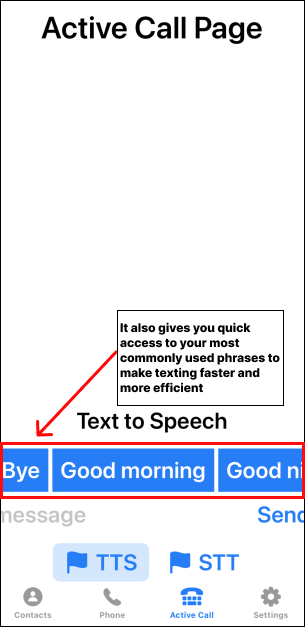 Active Call Page
It also gives you quick
access to your most
commonly used phrases to
make texting faster and
more efficient
Text to Speech
Bye Good morning Good ni
message Send
TTS STT
Contacts Phone Active Call Settings